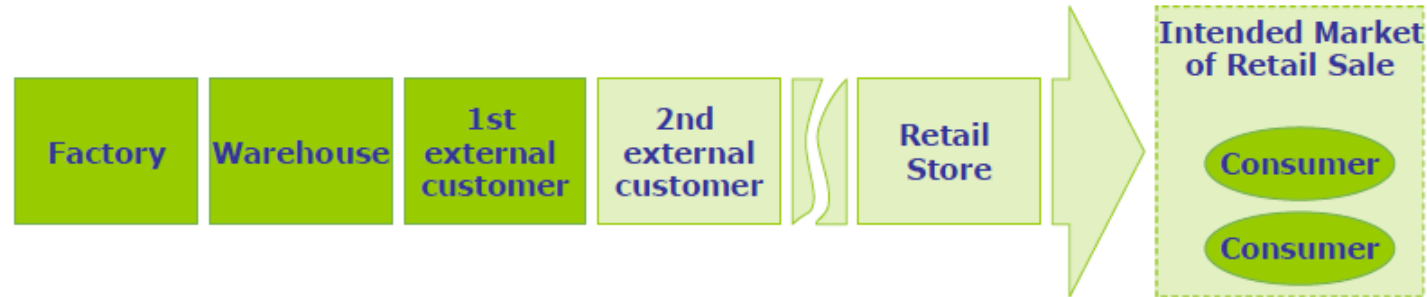 Factory
Warehouse
1st
external
customer
2nd
external
customer
Retail
Store
Intended Market
of Retail Sale
Consumer
Consumer